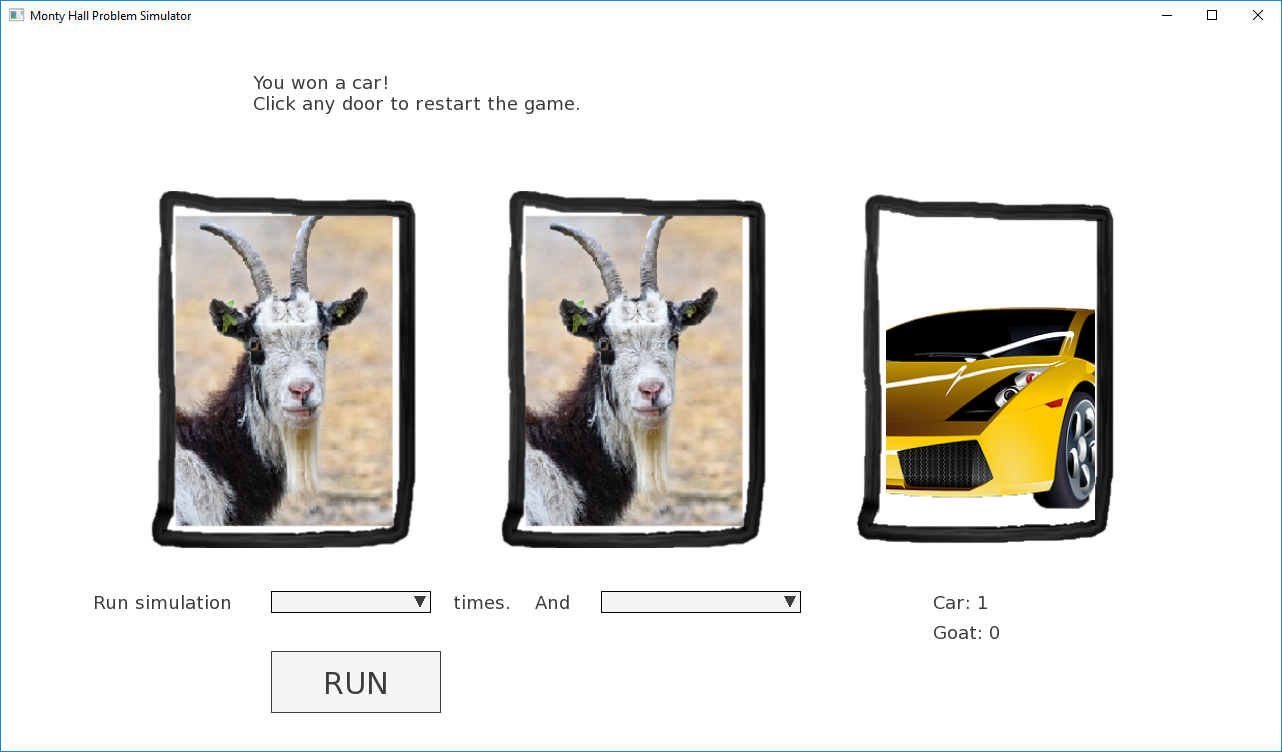 Monty Hall Problem Simulator
You won a car!
Click any door to restart the game.
Run simulation times. And
Car: 1
Goat: 0
RUN